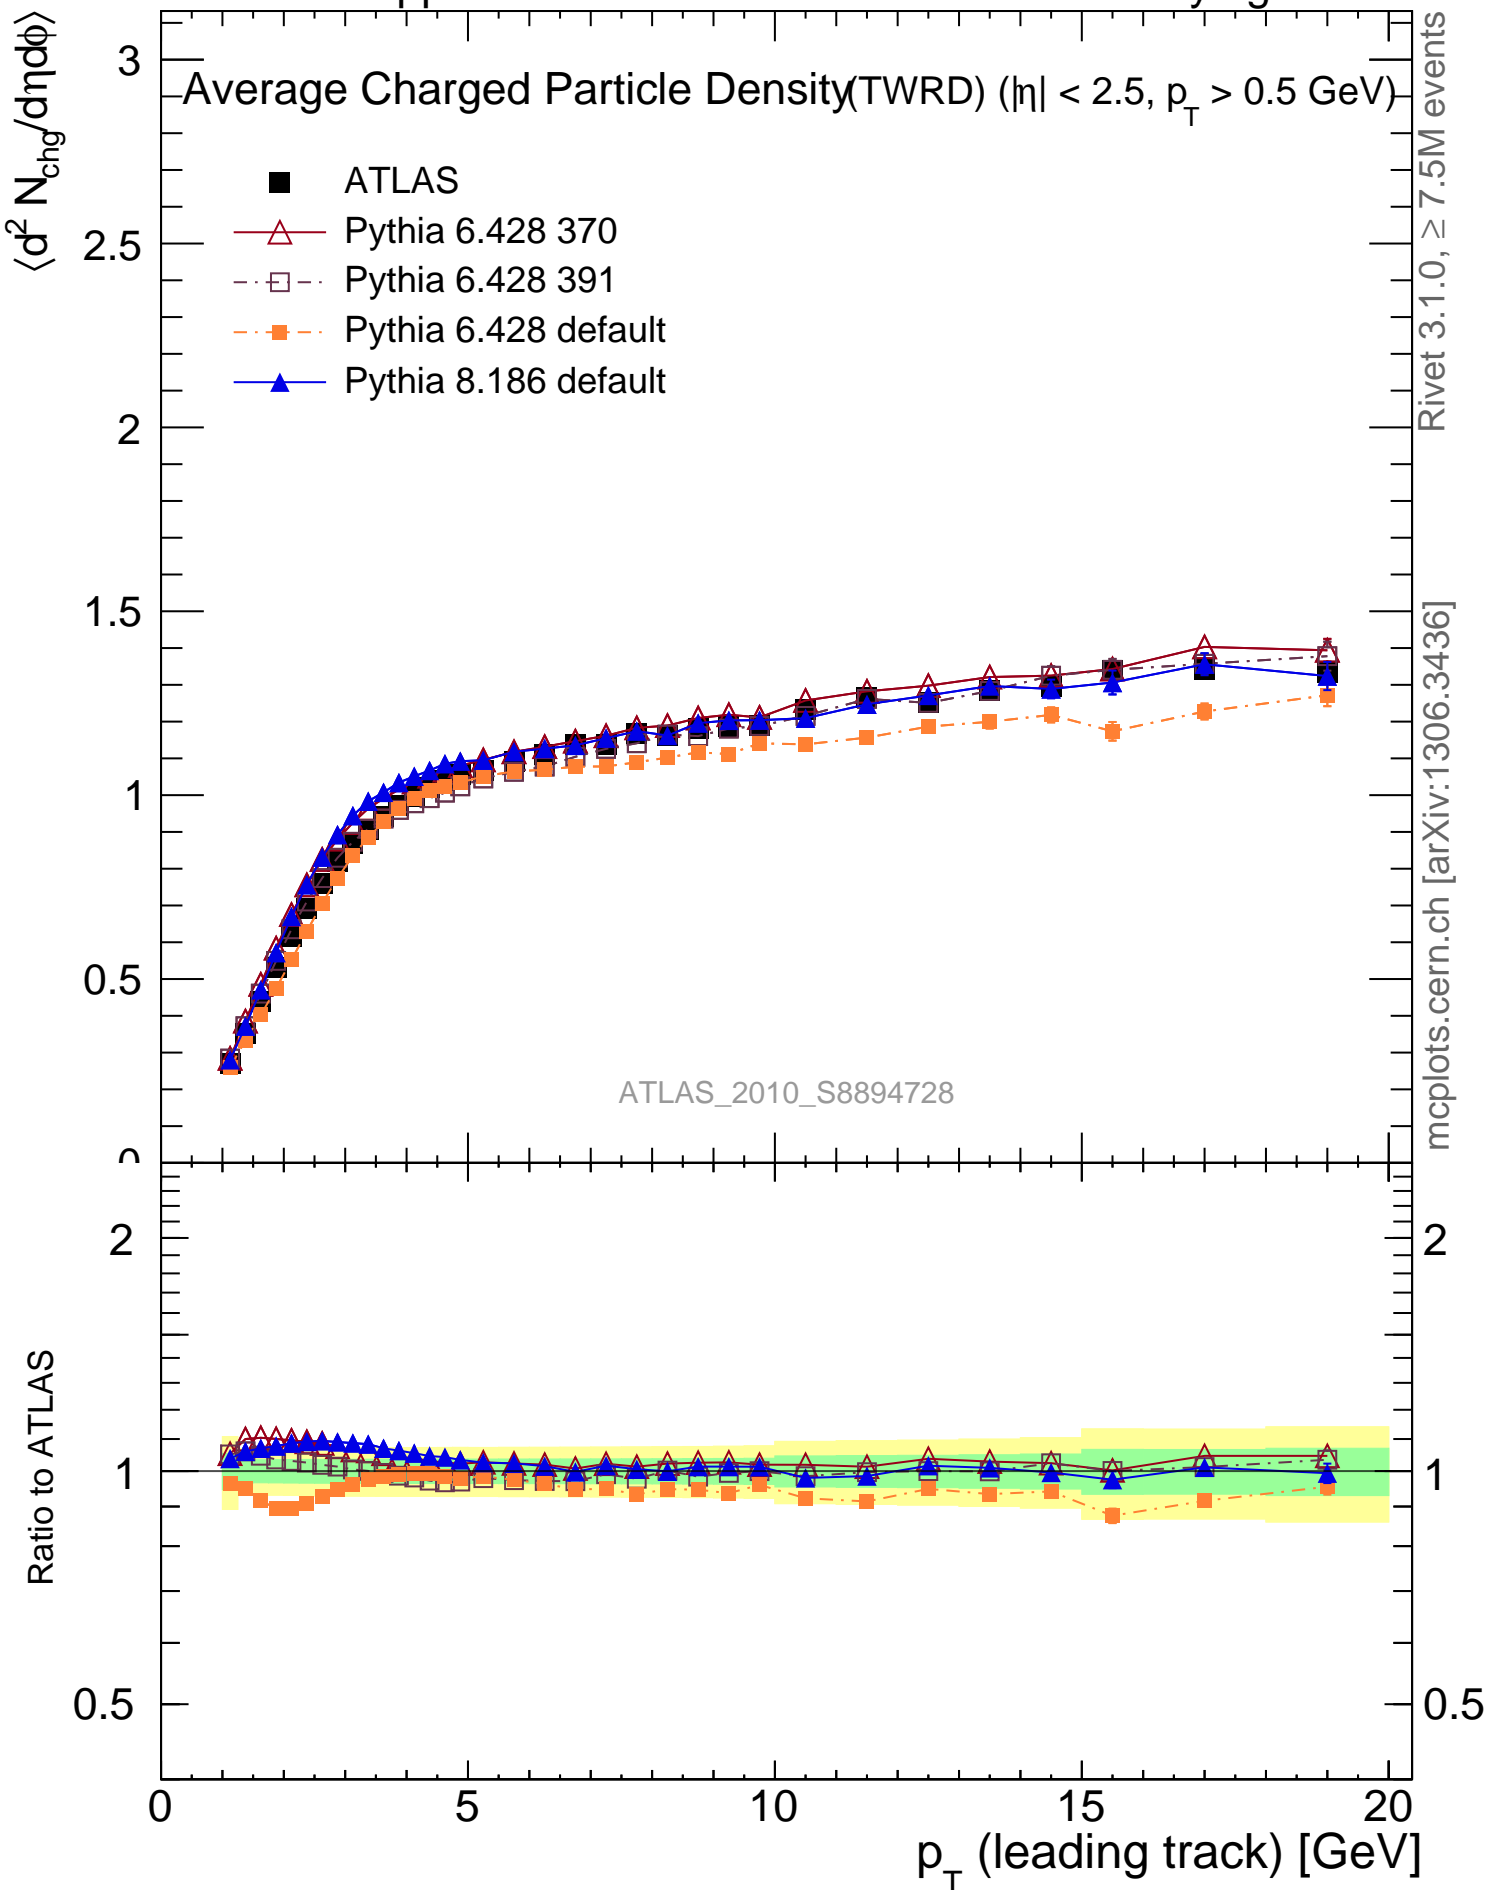 Average Charged Particle Density(TWRD) (|η| < 2.5, p_T > 0.5 GeV)
⟨d² N_chg/dηdϕ⟩
ATLAS
Pythia 6.428 370
Pythia 6.428 391
Pythia 6.428 default
Pythia 8.186 default
3
2.5
2
1.5
1
0.5
0
ATLAS_2010_S8894728
Rivet 3.1.0, ≥ 7.5M events
mcplots.cern.ch [arXiv:1306.3436]
Ratio to ATLAS
2
1
0.5
2
1
0.5
0 5 10 15 20
p_T (leading track) [GeV]